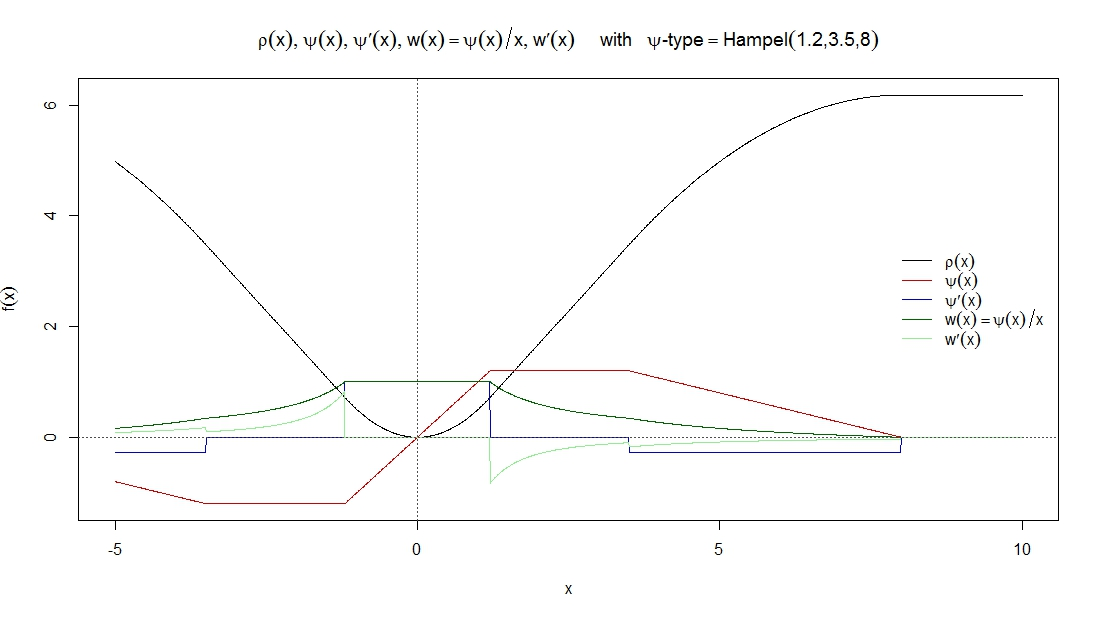 ρ(x), ψ(x), ψ′(x), w(x) = ψ(x)/x, w′(x) with ψ-type = Hampel(1.2,3.5,8)
6
4
2
0
f(x)
ρ(x)
ψ(x)
ψ′(x)
w(x) = ψ(x)/x
w′(x)
-5 0 5 10
x